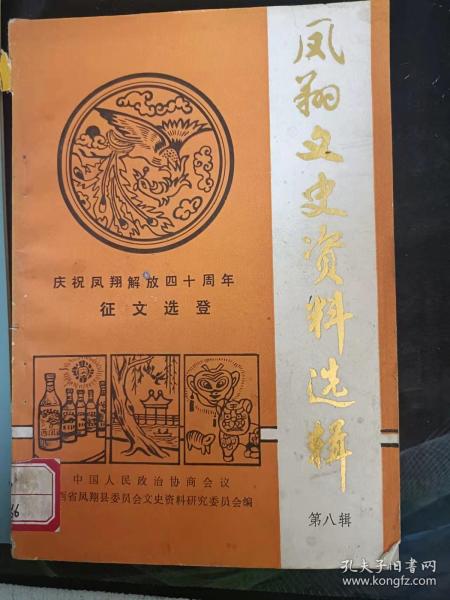 凤翔文史资料选辑
庆祝凤翔解放四十周年
征文选登
中国人民政治协商会议
西省凤翔县委员会文史资料研究委员会编
第八辑
孔夫子旧书网
www.kongfz.com